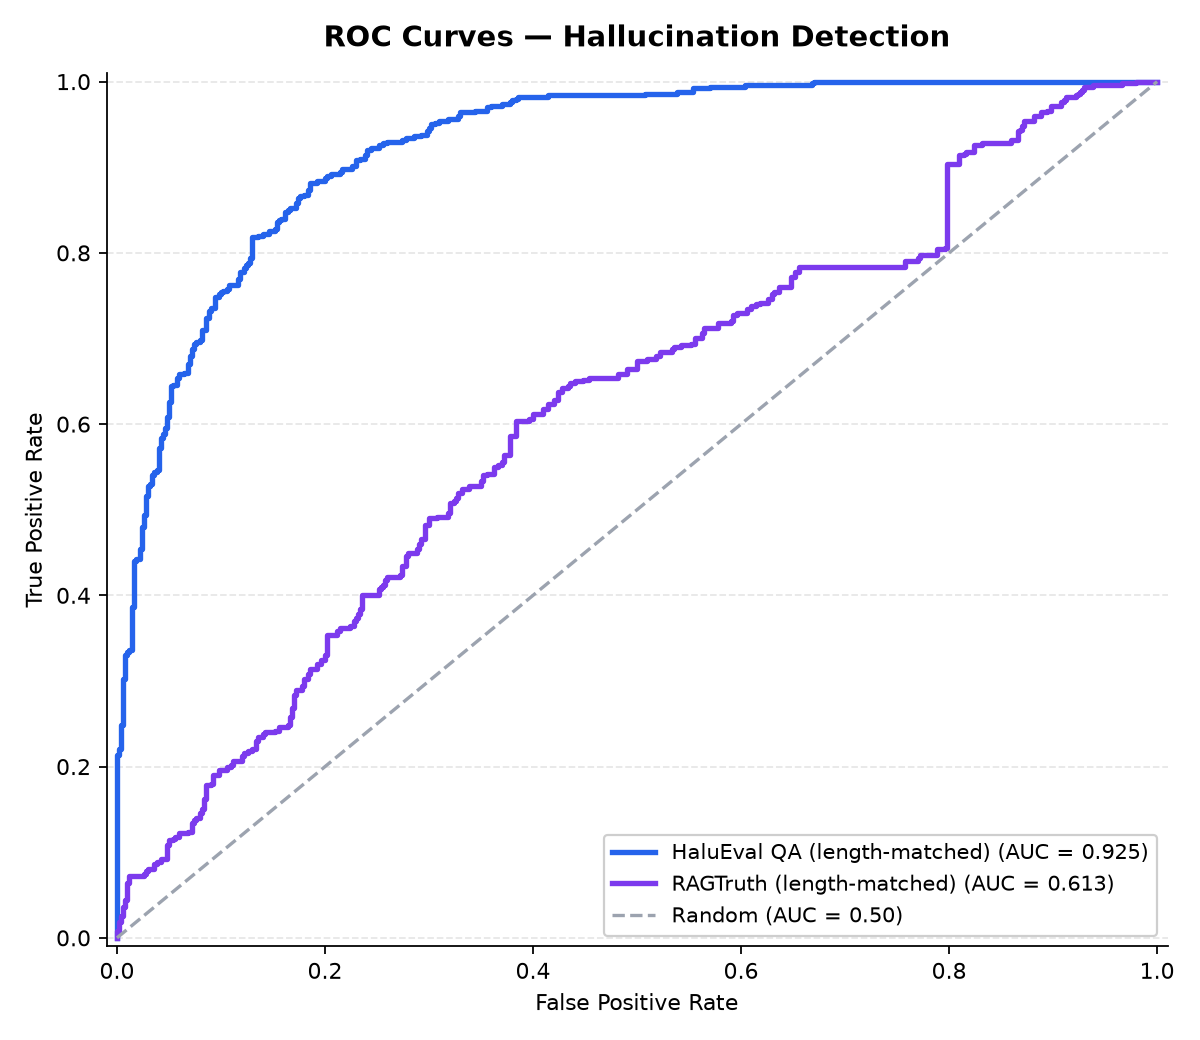 ROC Curves — Hallucination Detection
1.0
0.8
0.6
0.4
0.2
0.0
True Positive Rate
HaluEval QA (length-matched) (AUC = 0.925)
RAGTruth (length-matched) (AUC = 0.613)
Random (AUC = 0.50)
0.0 0.2 0.4 0.6 0.8 1.0
False Positive Rate